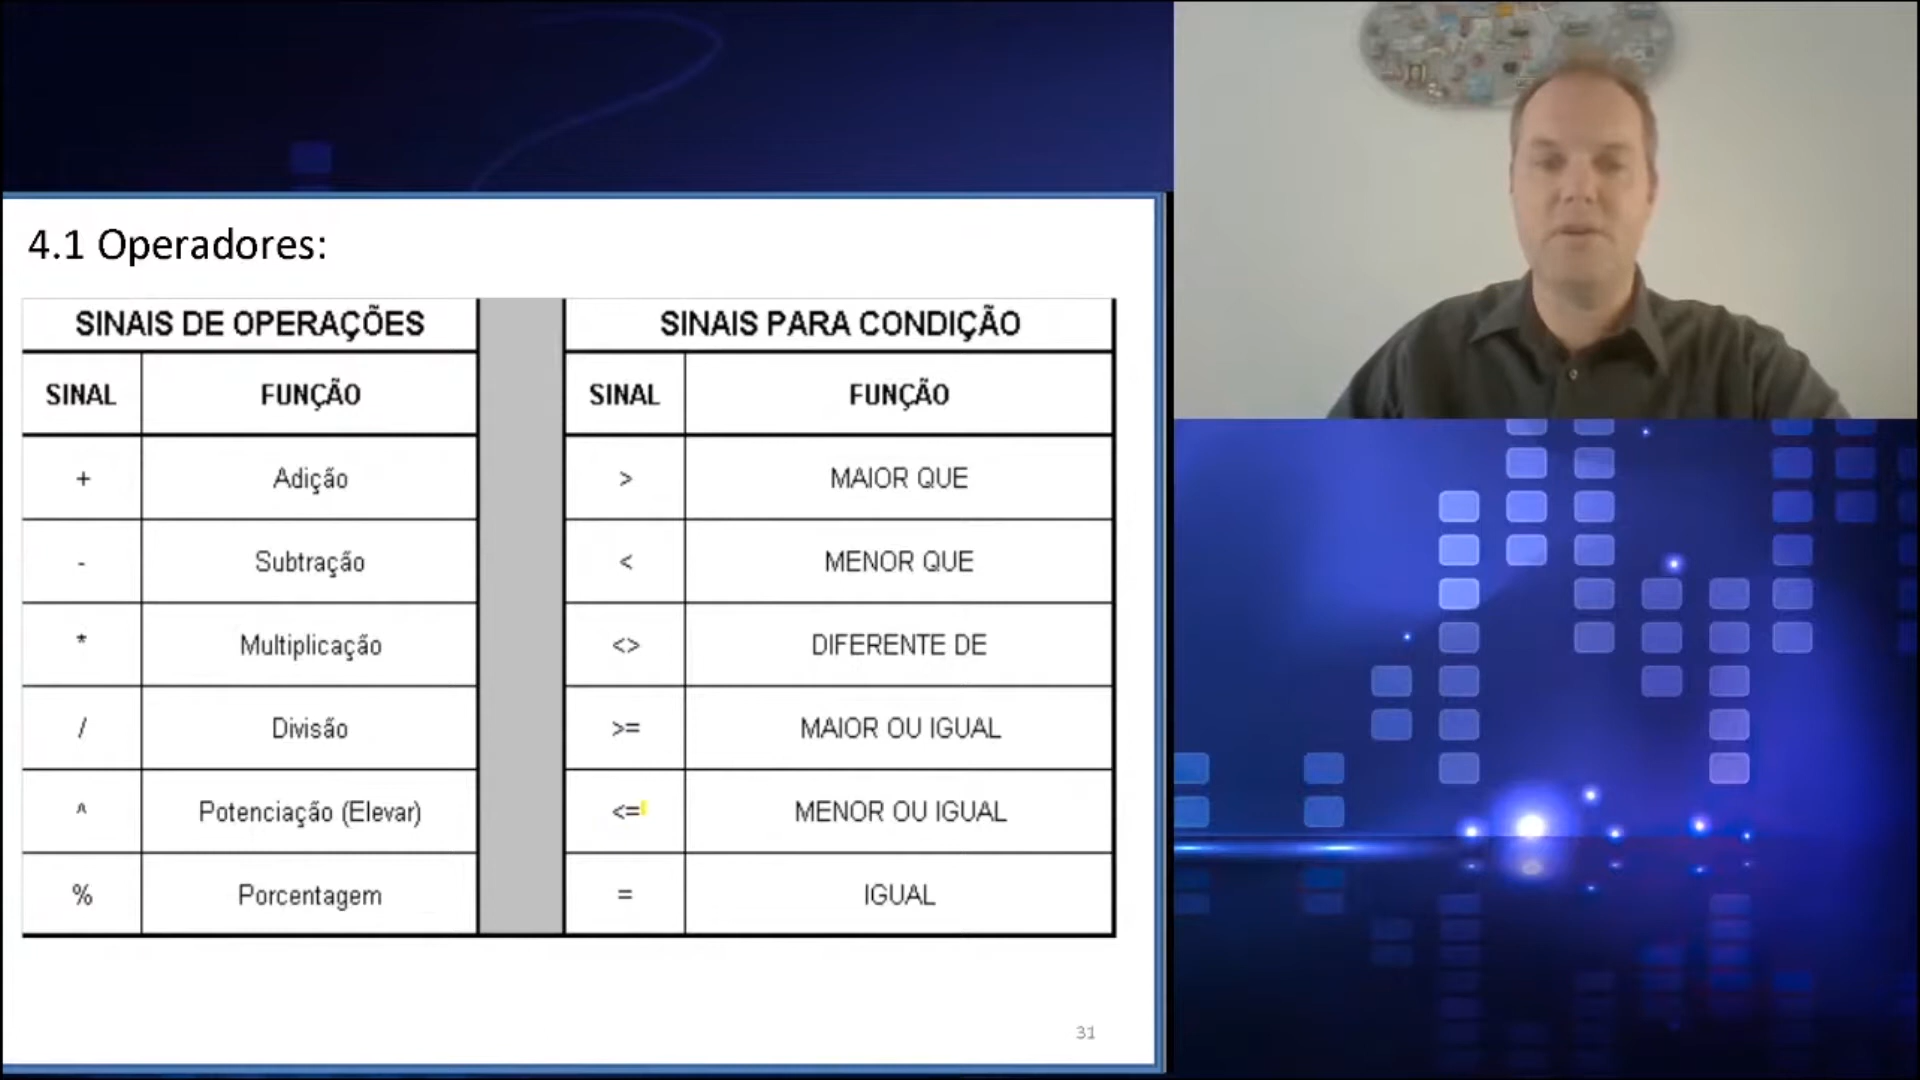 4.1 Operadores:
SINAIS DE OPERAÇÕES
SINAL FUNÇÃO
+ Adição
- Subtração
* Multiplicação
/ Divisão
^ Potenciação (Elevar)
% Porcentagem
SINAIS PARA CONDIÇÃO
SINAL FUNÇÃO
> MAIOR QUE
< MENOR QUE
<> DIFERENTE DE
>= MAIOR OU IGUAL
<= MENOR OU IGUAL
= IGUAL
31